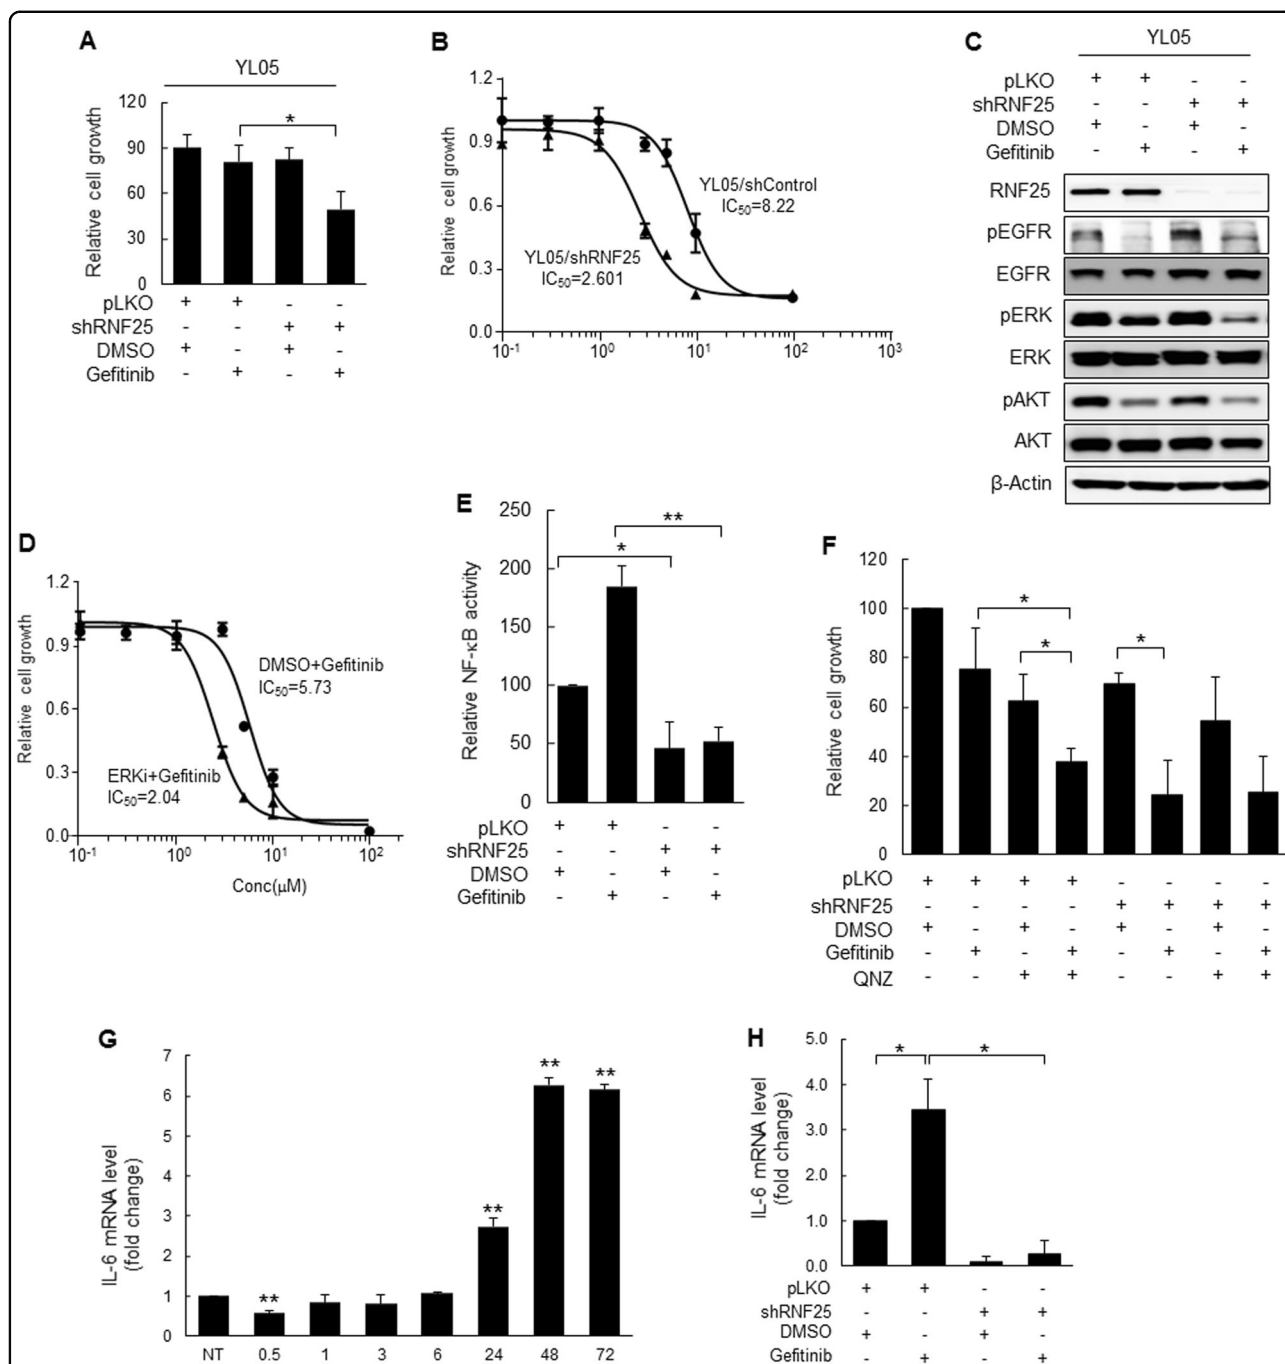 A
YL05
Relative cell growth
120
90
60
30
0
*
pLKO + + - -
shRNF25 - - + +
DMSO + - + -
Gefitinib - + - +
B
Relative cell growth
1.2
0.9
0.6
0.3
0.0
YL05/shControl
IC50=8.22
YL05/shRNF25
IC50=2.601
10-1 100 101 102 103
C
YL05
pLKO + + - -
shRNF25 - - + +
DMSO + - + -
Gefitinib - + - +
RNF25
pEGFR
EGFR
pERK
ERK
pAKT
AKT
β-Actin
D
Relative cell growth
1.2
0.9
0.6
0.3
0.0
DMSO+Gefitinib
IC50=5.73
ERKi+Gefitinib
IC50=2.04
10-1 100 101 102
Conc(μM)
E
Relative NF-κB activity
250
200
150
100
50
0
**
*
pLKO + + - -
shRNF25 - - + +
DMSO + - + -
Gefitinib - + - +
F
Relative cell growth
120
100
80
60
40
20
0
*
* *
pLKO + + + + - - - -
shRNF25 - - - - + + + +
DMSO + - + - + - + -
Gefitinib - + - + - + - +
QNZ - - + + - - + +
G
IL-6 mRNA level
(fold change)
7
6
5
4
3
2
1
0
** ** ** **
NT 0.5 1 3 6 24 48 72
H
IL-6 mRNA level
(fold change)
5.0
4.0
3.0
2.0
1.0
0.0
* *
pLKO + + - -
shRNF25 - - + +
DMSO + - + -
Gefitinib - + - +